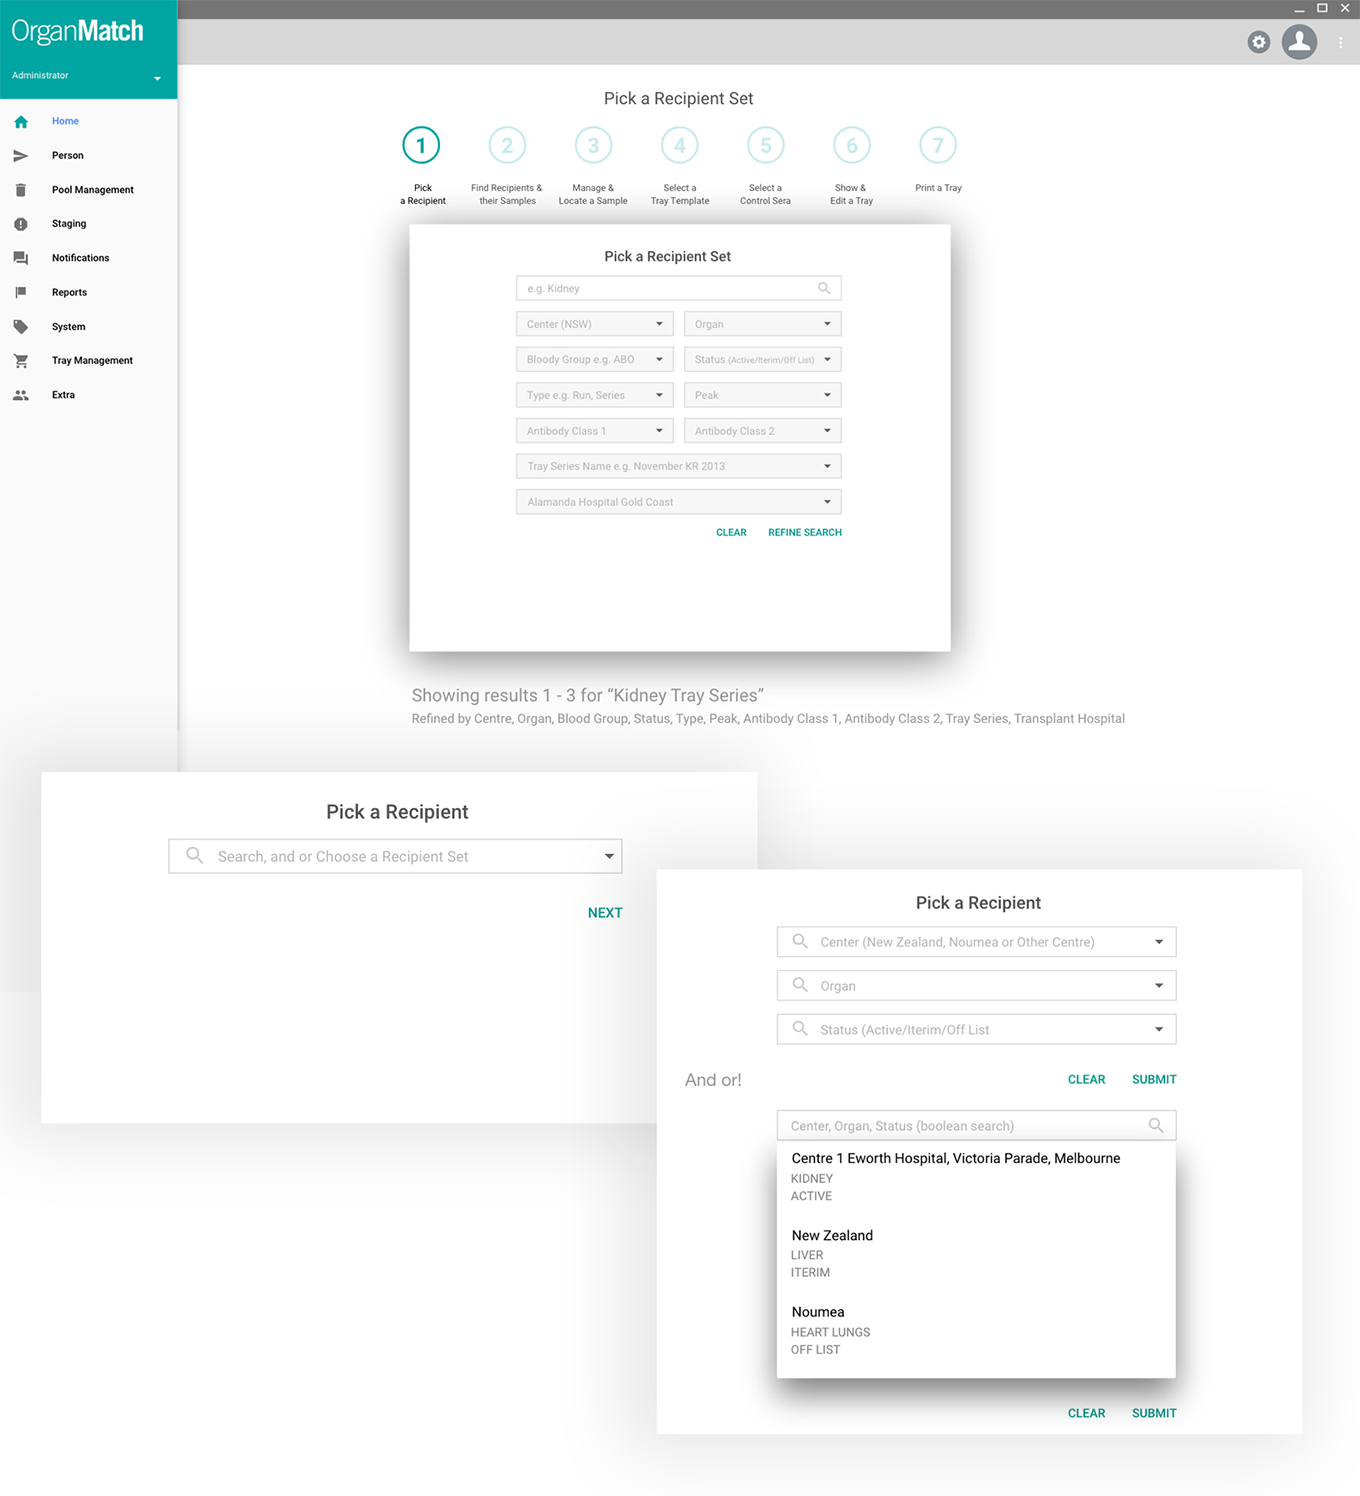 OrganMatch
Administrator
Home
Person
Pool Management
Staging
Notifications
Reports
System
Tray Management
Extra
Pick a Recipient Set
1 2 3 4 5 6 7
Pick
a Recipient
Find Recipients &
their Samples
Manage &
Locate a Sample
Select a
Tray Template
Select a
Control Sera
Show &
Edit a Tray
Print a Tray
Pick a Recipient Set
e.g. Kidney
Center (NSW)
Organ
Bloody Group e.g. ABO
Status (Active/Iterim/Off List)
Type e.g. Run, Series
Peak
Antibody Class 1
Antibody Class 2
Tray Series Name e.g. November KR 2013
Alamanda Hospital Gold Coast
CLEAR
REFINE SEARCH
Showing results 1 - 3 for “Kidney Tray Series”
Refined by Centre, Organ, Blood Group, Status, Type, Peak, Antibody Class 1, Antibody Class 2, Tray Series, Transplant Hospital
Pick a Recipient
Search, and or Choose a Recipient Set
NEXT
Pick a Recipient
Center (New Zealand, Noumea or Other Centre)
Organ
Status (Active/Iterim/Off List
And or!
CLEAR
SUBMIT
Center, Organ, Status (boolean search)
Centre 1 Eworth Hospital, Victoria Parade, Melbourne
KIDNEY
ACTIVE
New Zealand
LIVER
ITERIM
Noumea
HEART LUNGS
OFF LIST
CLEAR
SUBMIT